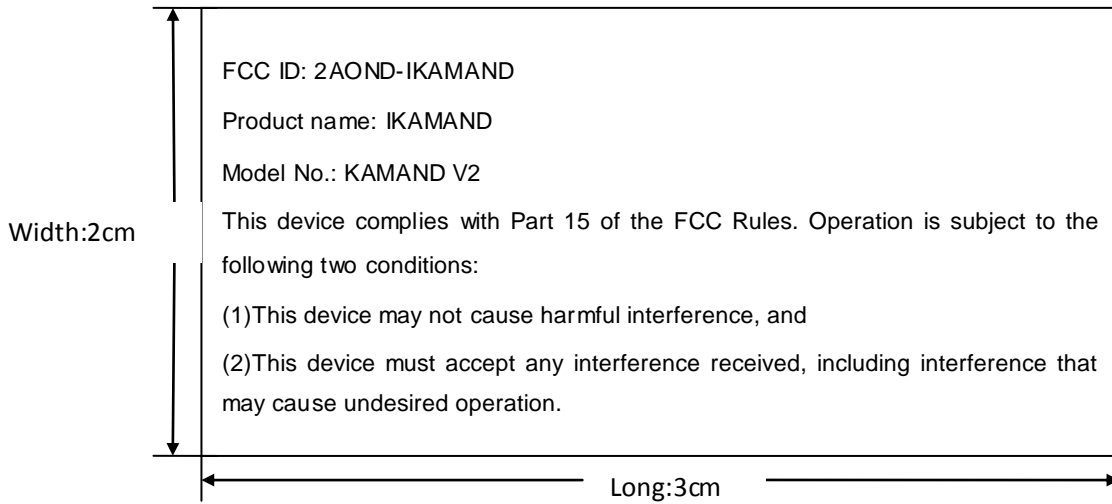 FCC ID: 2AOND-IKAMAND
Product name: IKAMAND
Model No.: KAMAND V2
Width:2cm
This device complies with Part 15 of the FCC Rules. Operation is subject to the
following two conditions:
(1)This device may not cause harmful interference, and
(2)This device must accept any interference received, including interference that
may cause undesired operation.
Long:3cm